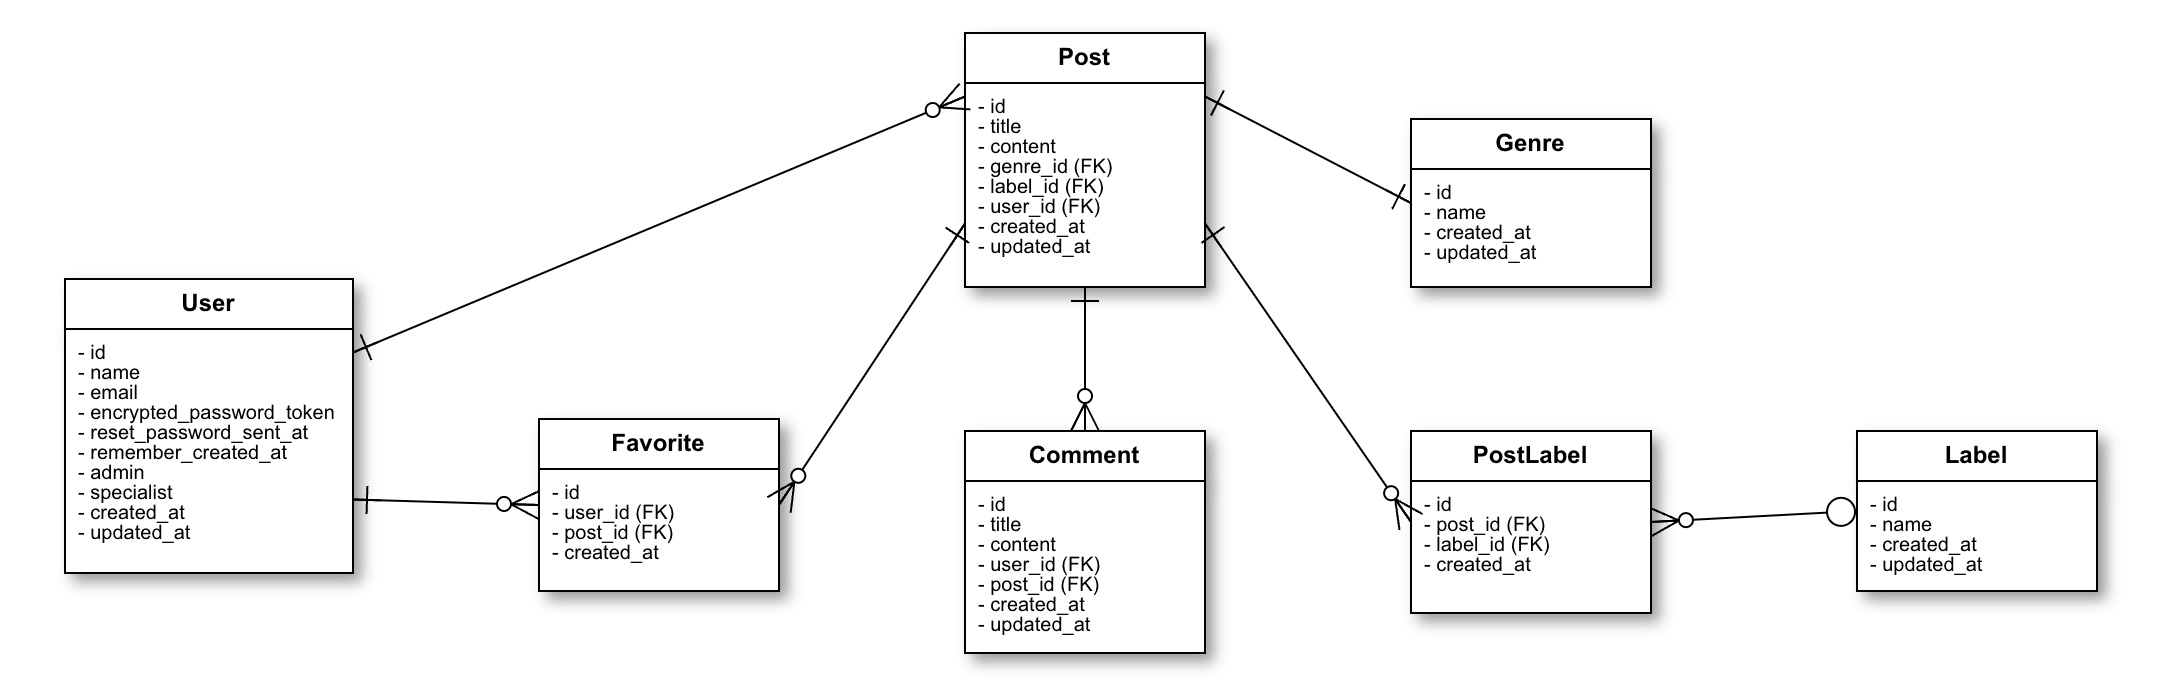 Post
- id
- title
- content
- genre_id (FK)
- label_id (FK)
- user_id (FK)
- created_at
- updated_at
Genre
- id
- name
- created_at
- updated_at
User
- id
- name
- email
- encrypted_password_token
- reset_password_sent_at
- remember_created_at
- admin
- specialist
- created_at
- updated_at
Favorite
- id
- user_id (FK)
- post_id (FK)
- created_at
Comment
- id
- title
- content
- user_id (FK)
- post_id (FK)
- created_at
- updated_at
PostLabel
- id
- post_id (FK)
- label_id (FK)
- created_at
Label
- id
- name
- created_at
- updated_at